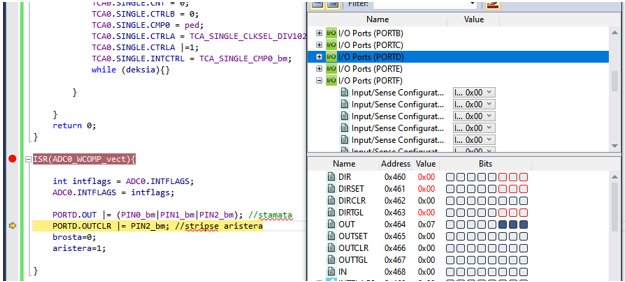 TCA0.SINGLE.CNT = 0;
TCA0.SINGLE.CTRLB = 0;
TCA0.SINGLE.CMP0 = ped;
TCA0.SINGLE.CTRLA = TCA_SINGLE_CLKSEL_DIV102
TCA0.SINGLE.CTRLA |=1;
TCA0.SINGLE.INTCTRL = TCA_SINGLE_CMP0_bm;
while (deksia){}
}
}
return 0;
}
ISR(ADC0_WCOMP_vect){
int intflags = ADC0.INTFLAGS;
ADC0.INTFLAGS = intflags;
PORTD.OUT |= (PIN0_bm|PIN1_bm|PIN2_bm); //stamata
PORTD.OUTCLR |= PIN2_bm; //stripse aristera
brosta=0;
aristera=1;
}
Filter:
Name Value
I/O Ports (PORTB)
I/O Ports (PORTC)
I/O Ports (PORTD)
I/O Ports (PORTE)
I/O Ports (PORTF)
Input/Sense Configurat... I... 0x00
Input/Sense Configurat... I... 0x00
Input/Sense Configurat... I... 0x00
Input/Sense Configurat... I... 0x00
Input/Sense Configurat... I... 0x00
Name Address Value Bits
DIR 0x460 0x00
DIRSET 0x461 0x00
DIRCLR 0x462 0x00
DIRTGL 0x463 0x00
OUT 0x464 0x07
OUTSET 0x465 0x00
OUTCLR 0x466 0x00
OUTTGL 0x467 0x00
IN 0x468 0x00